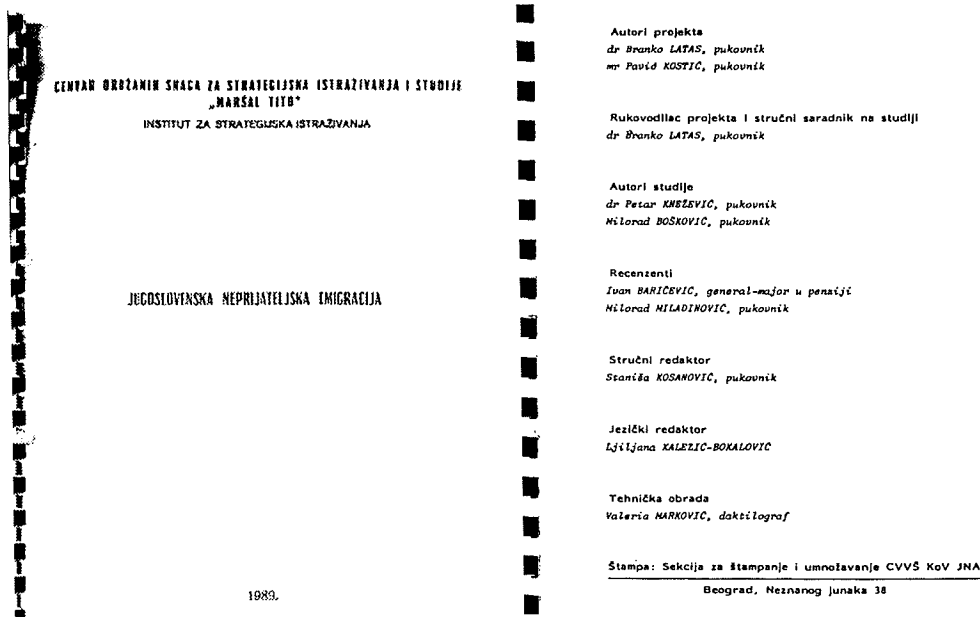 CENTAR ORUŽANIH SNAGA ZA STRATEGIJSKA ISTRAŽIVANJA I STUDIJE
„MARŠAL TITO“
INSTITUT ZA STRATEGIJSKA ISTRAŽIVANJA
JUGOSLOVENSKA NEPRIJATELJSKA EMIGRACIJA
1989.
Autori projekta
dr Branko LATAS, pukovnik
mr Pavid KOSTIĆ, pukovnik
Rukovodilac projekta i stručni saradnik na studiji
dr Branko LATAS, pukovnik
Autori studije
dr Petar KNEŽEVIĆ, pukovnik
Milorad BOŠKOVIĆ, pukovnik
Recenzenti
Ivan BARIČEVIĆ, general-major u penziji
Milorad MILADINOVIĆ, pukovnik
Stručni redaktor
Staniša KOSANOVIĆ, pukovnik
Jezički redaktor
Ljiljana KALEZIĆ-BOKALOVIĆ
Tehnička obrada
Valeria MARKOVIĆ, daktilograf
Štampa: Sekcija za štampanje i umnožavanje CVVŠ KoV JNA
Beograd, Neznanog junaka 38